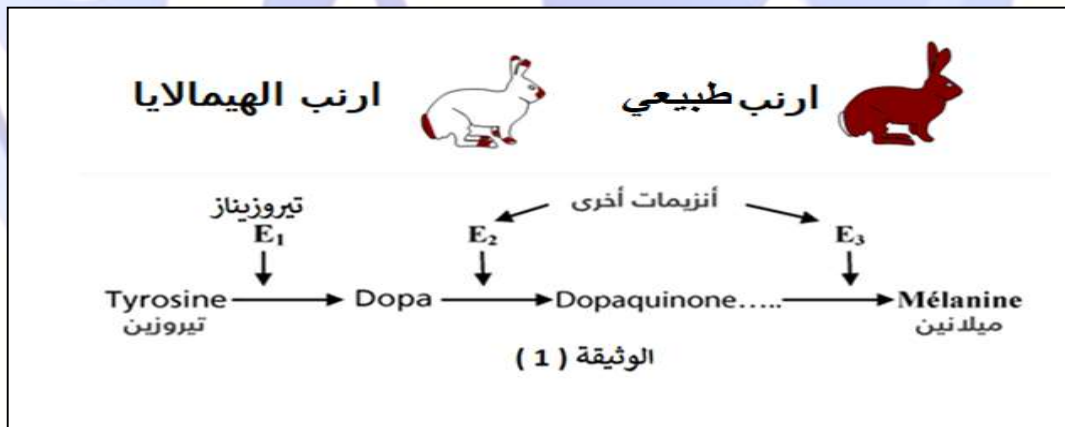 ارنب طبيعي
ارنب الهيمالايا
أنزيمات أخرى
تيروزيناز
E₁ E₂ E₃
Tyrosine Dopa Dopaquinone..... Mélanine
تيروزين ميلانين
الوثيقة ( 1 )